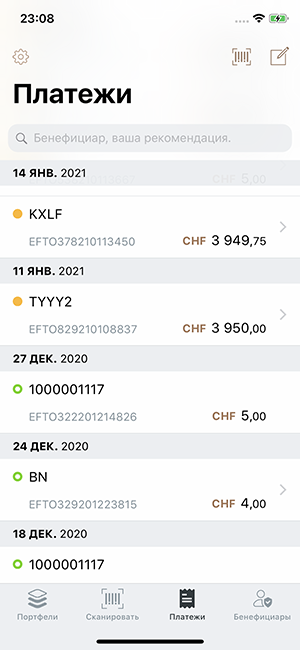 23:08
Платежи
Бенефициар, ваша рекомендация.
14 ЯНВ. 2021
5,00
KXLF
EFTO378210113450 CHF 3 949,75
11 ЯНВ. 2021
TYYY2
EFTO829210108837 CHF 3 950,00
27 ДЕК. 2020
1000001117
EFTO322201214826 CHF 5,00
24 ДЕК. 2020
BN
EFTO329201223815 CHF 4,00
18 ДЕК. 2020
1000001117
Портфели Сканировать Платежи Бенефициары